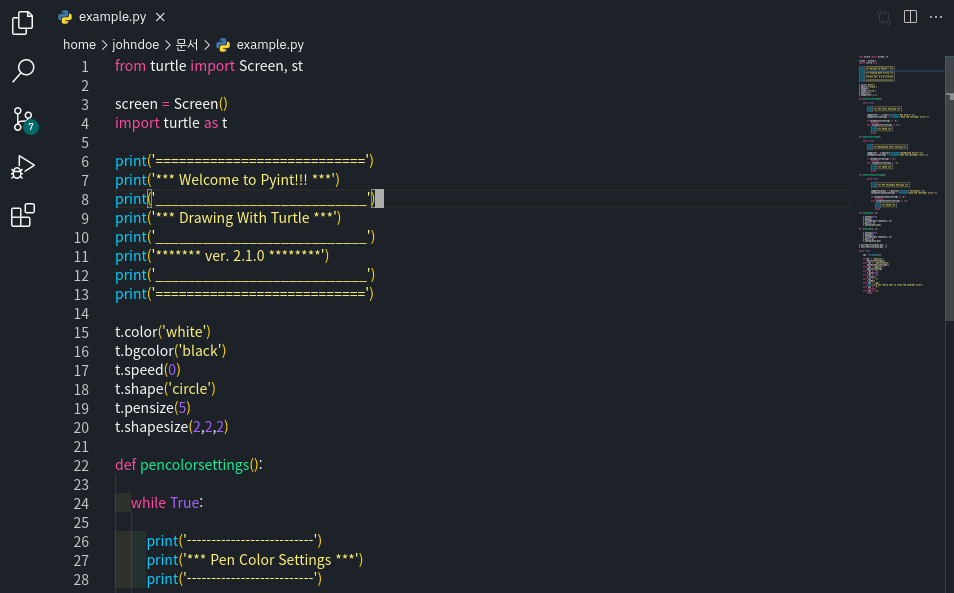 example.py
home > johndoe > 문서 > example.py
1 from turtle import Screen, st
2
3 screen = Screen()
4 import turtle as t
5
6 print('===========================')
7 print('*** Welcome to Pyint!!! ***')
8 print('___________________________')
9 print('*** Drawing With Turtle ***')
10 print('___________________________')
11 print('******* ver. 2.1.0 ********')
12 print('___________________________')
13 print('===========================')
14
15 t.color('white')
16 t.bgcolor('black')
17 t.speed(0)
18 t.shape('circle')
19 t.pensize(5)
20 t.shapesize(2,2,2)
21
22 def pencolorsettings():
23
24 while True:
25
26 print('--------------------------')
27 print('*** Pen Color Settings ***')
28 print('--------------------------')
7